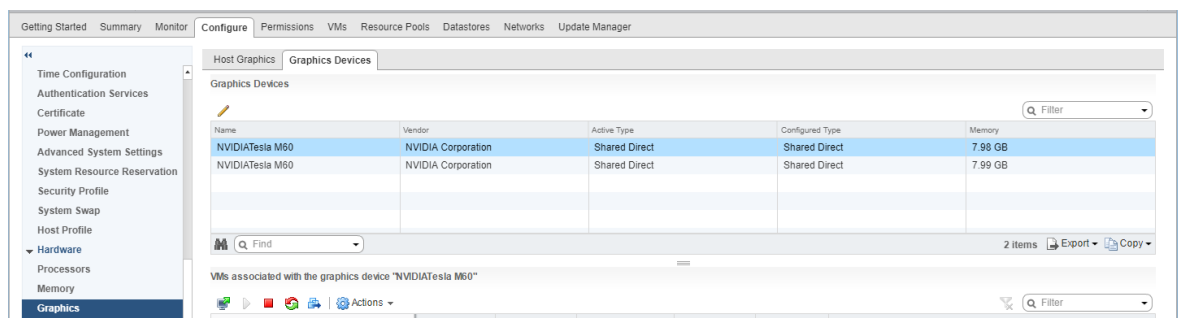 Getting Started Summary Monitor Configure Permissions VMs Resource Pools Datastores Networks Update Manager
Time Configuration
Authentication Services
Certificate
Power Management
Advanced System Settings
System Resource Reservation
Security Profile
System Swap
Host Profile
Hardware
Processors
Memory
Graphics
Host Graphics Graphics Devices
Graphics Devices
Filter
Name Vendor Active Type Configured Type Memory
NVIDIATesla M60 NVIDIA Corporation Shared Direct Shared Direct 7.98 GB
NVIDIATesla M60 NVIDIA Corporation Shared Direct Shared Direct 7.99 GB
Find 2 items Export Copy
VMs associated with the graphics device "NVIDIATesla M60"
Actions Filter